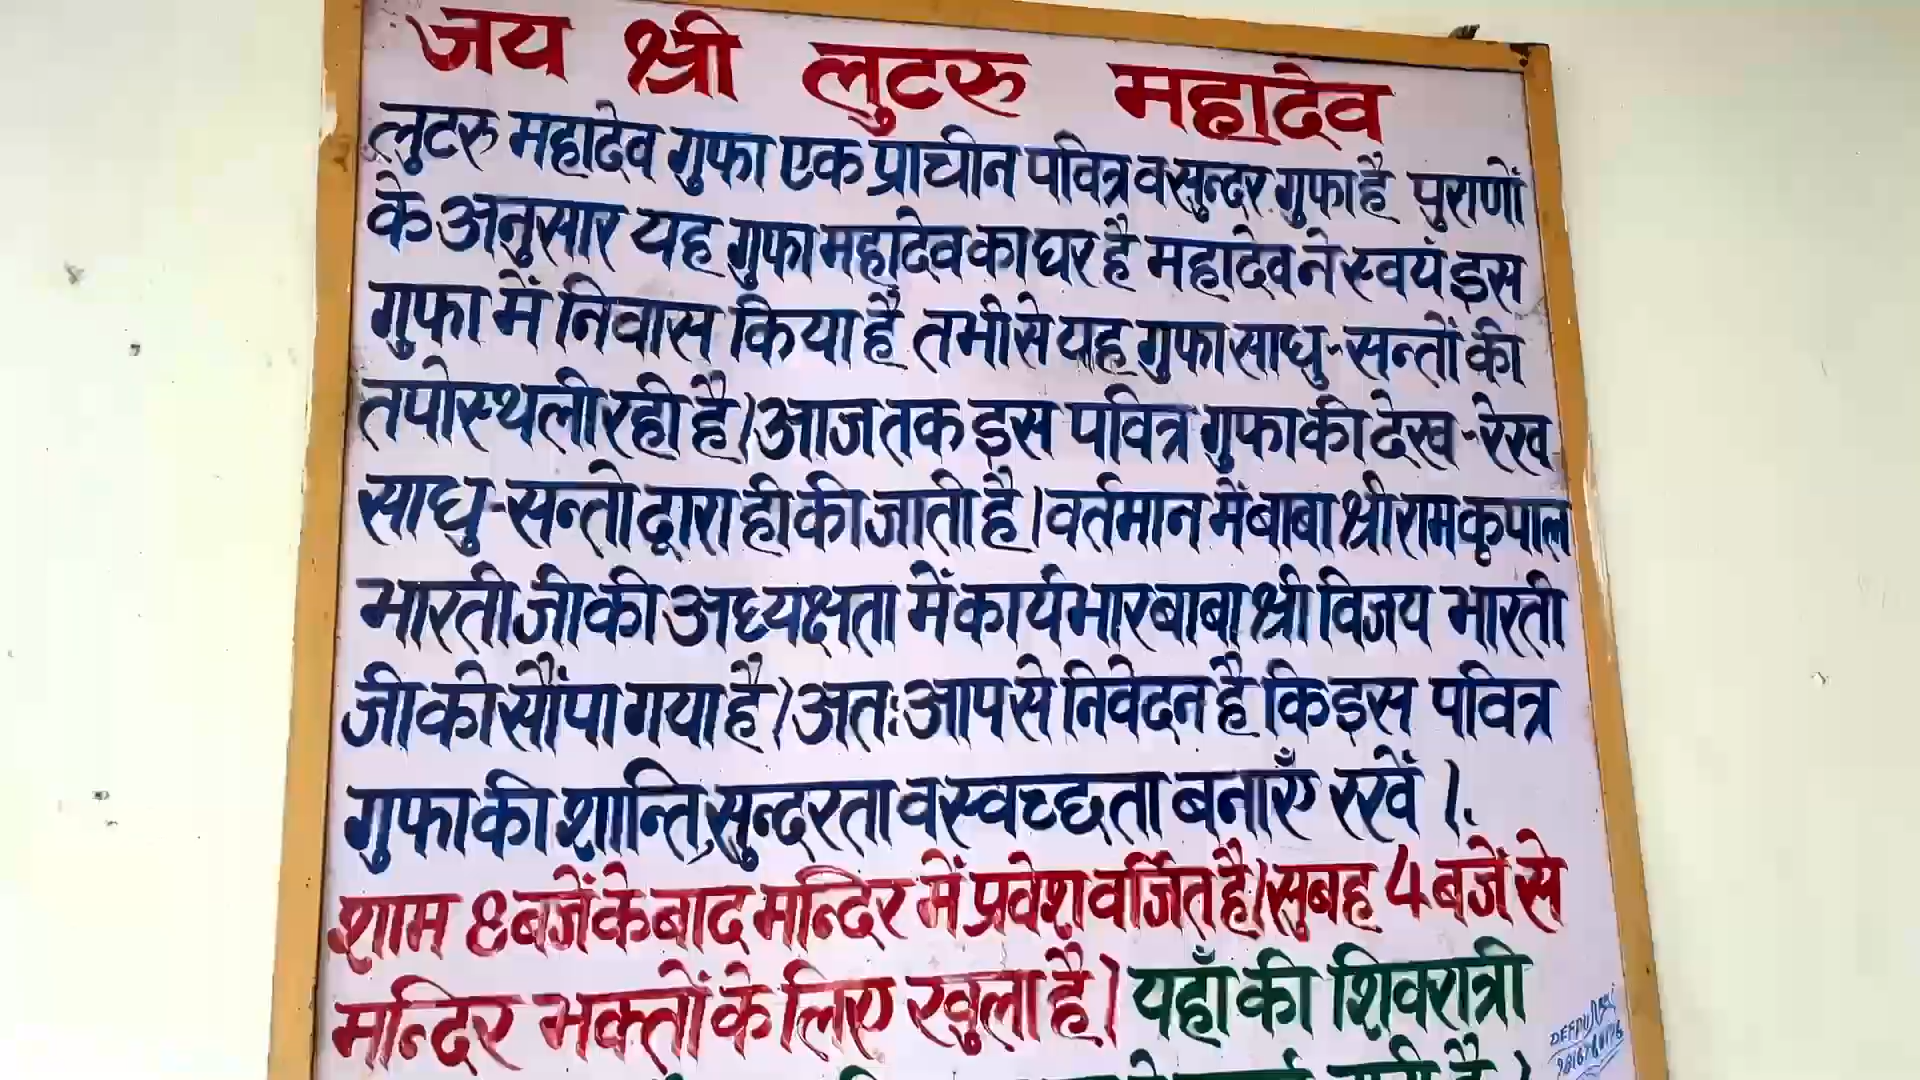 जय श्री लुटरू महादेव
लुटरु महादेव गुफा एक प्राचीन पवित्र व सुन्दर गुफा है पुराणों
के अनुसार यह गुफा महादेव का घर है महादेव ने स्वयं इस
गुफा में निवास किया है तभी से यह गुफा साधु-सन्तों की
तपोस्थली रही है। आज तक इस पवित्र गुफा की देख-रेख
साधु-सन्तो द्वारा ही की जाती है। वर्तमान में बाबा श्री राम कृपाल
भारती जी की अध्यक्षता में कार्यभार बाबा श्री विजय भारती
जी को सौंपा गया है। अतः आप से निवेदन है कि इस पवित्र
गुफा की शान्ति, सुन्दरता व स्वच्छता बनाएँ रखें ।
शाम 8 बजें के बाद मन्दिर में प्रवेश वर्जित है। सुबह 4 बजें से
मन्दिर भक्तों के लिए खुला है। यहाँ की शिवरात्री